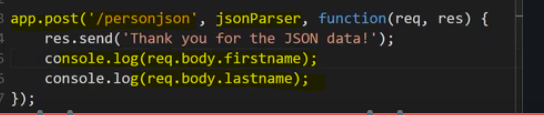 app.post('/personjson', jsonParser, function(req, res) {
res.send('Thank you for the JSON data!');
console.log(req.body.firstname);
console.log(req.body.lastname);
});